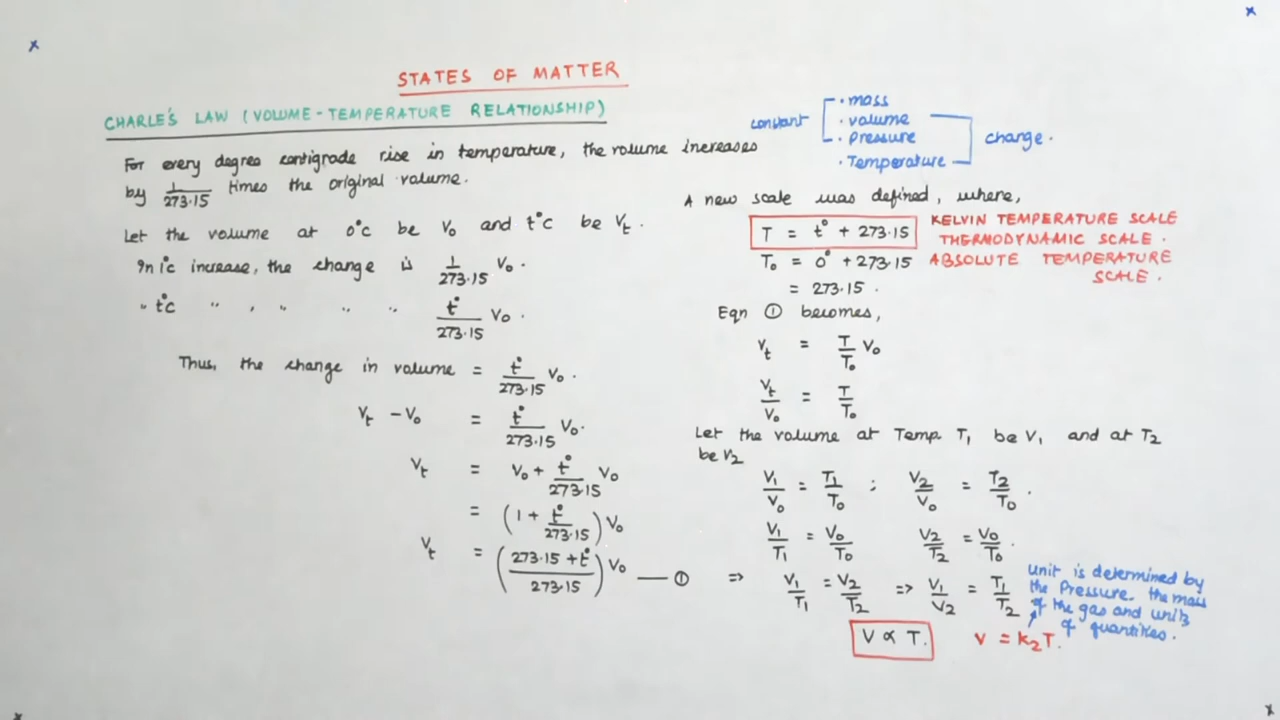 STATES OF MATTER
CHARLE'S LAW (VOLUME-TEMPERATURE RELATIONSHIP)
For every degree centigrade rise in temperature, the volume increases
by 1/273.15 times the original volume.
Let the volume at 0°c be V₀ and t°c be Vₜ.
In 1°c increase, the change is 1/273.15 V₀.
" t°c " " " " " t°/273.15 V₀.
Thus, the change in volume = t°/273.15 V₀.
Vₜ - V₀ = t°/273.15 V₀.
Vₜ = V₀ + t°/273.15 V₀
= (1 + t°/273.15) V₀
Vₜ = (273.15 + t°/273.15) V₀ — ①
constant
• mass
• volume
• Pressure
• Temperature
change.
A new scale was defined, where,
T = t° + 273.15
KELVIN TEMPERATURE SCALE
THERMODYNAMIC SCALE.
ABSOLUTE TEMPERATURE
SCALE.
T₀ = 0° + 273.15
= 273.15.
Eqn ① becomes,
Vₜ = T/T₀ V₀
Vₜ/V₀ = T/T₀
Let the volume at Temp T₁ be V₁ and at T₂
be V₂
V₁/V₀ = T₁/T₀ ; V₂/V₀ = T₂/T₀.
V₁/T₁ = V₀/T₀ V₂/T₂ = V₀/T₀.
⇒ V₁/T₁ = V₂/T₂ ⇒ V₁/V₂ = T₁/T₂
Unit is determined by
the Pressure, the mass
of the gas and units
of quantities.
V ∝ T.
V = k₂T.